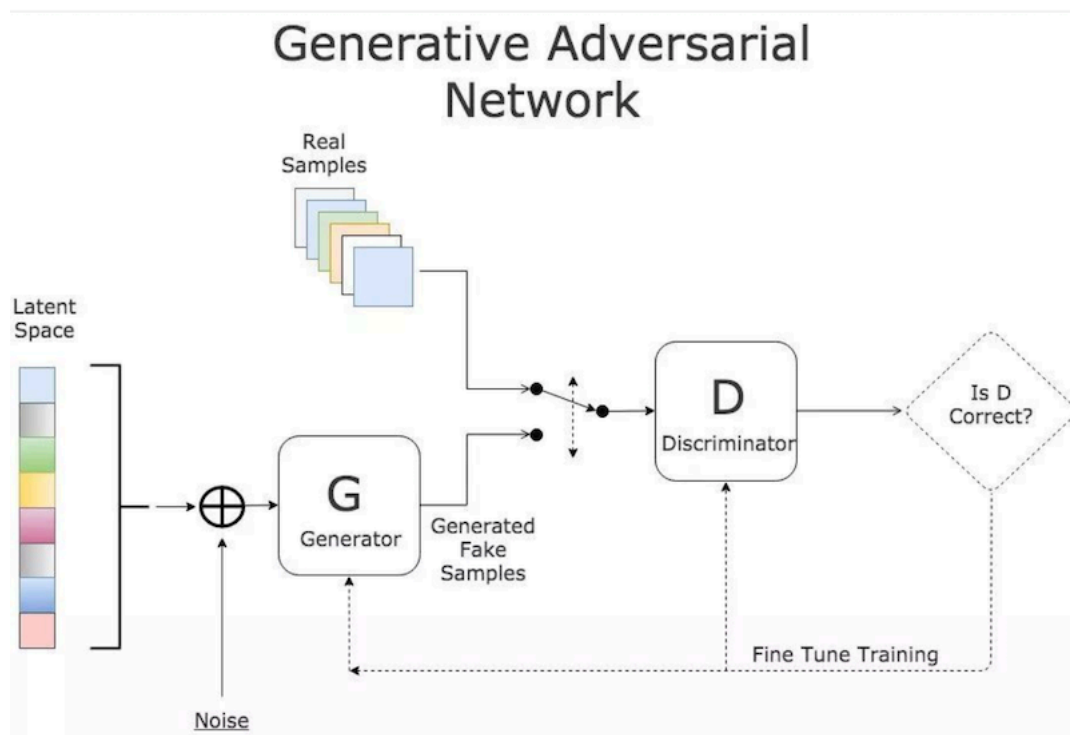 Generative Adversarial
Network
Real
Samples
Latent
Space
D
Discriminator
Is D
Correct?
G
Generator
Generated
Fake
Samples
Fine Tune Training
Noise